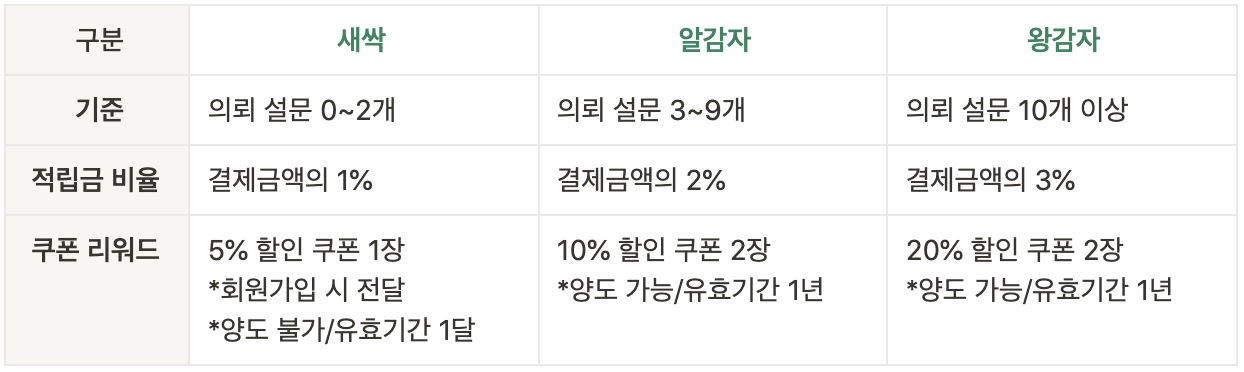 구분 새싹 알감자 왕감자
기준 의뢰 설문 0~2개 의뢰 설문 3~9개 의뢰 설문 10개 이상
적립금 비율 결제금액의 1% 결제금액의 2% 결제금액의 3%
쿠폰 리워드 5% 할인 쿠폰 1장 10% 할인 쿠폰 2장 20% 할인 쿠폰 2장
*회원가입 시 전달 *양도 가능/유효기간 1년 *양도 가능/유효기간 1년
*양도 불가/유효기간 1달